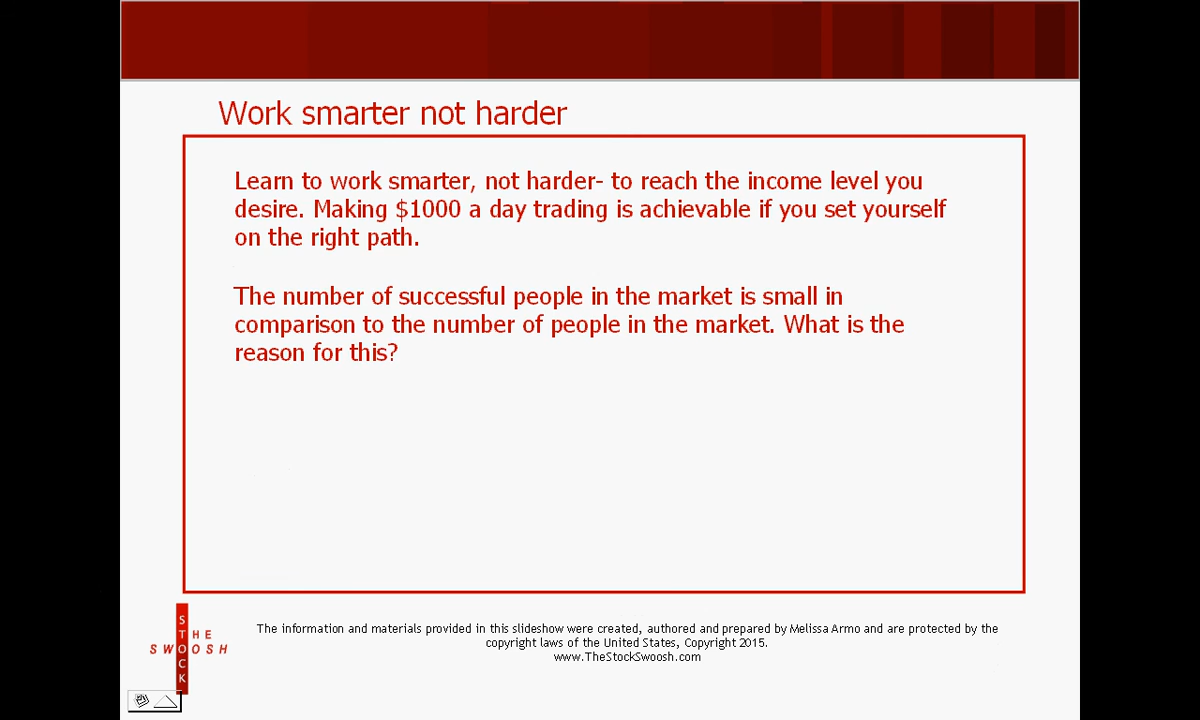 Work smarter not harder
Learn to work smarter, not harder- to reach the income level you
desire. Making $1000 a day trading is achievable if you set yourself
on the right path.
The number of successful people in the market is small in
comparison to the number of people in the market. What is the
reason for this?
THE
STOCK
SWOOSH
The information and materials provided in this slideshow were created, authored and prepared by Melissa Armo and are protected by the
copyright laws of the United States, Copyright 2015.
www.TheStockSwoosh.com